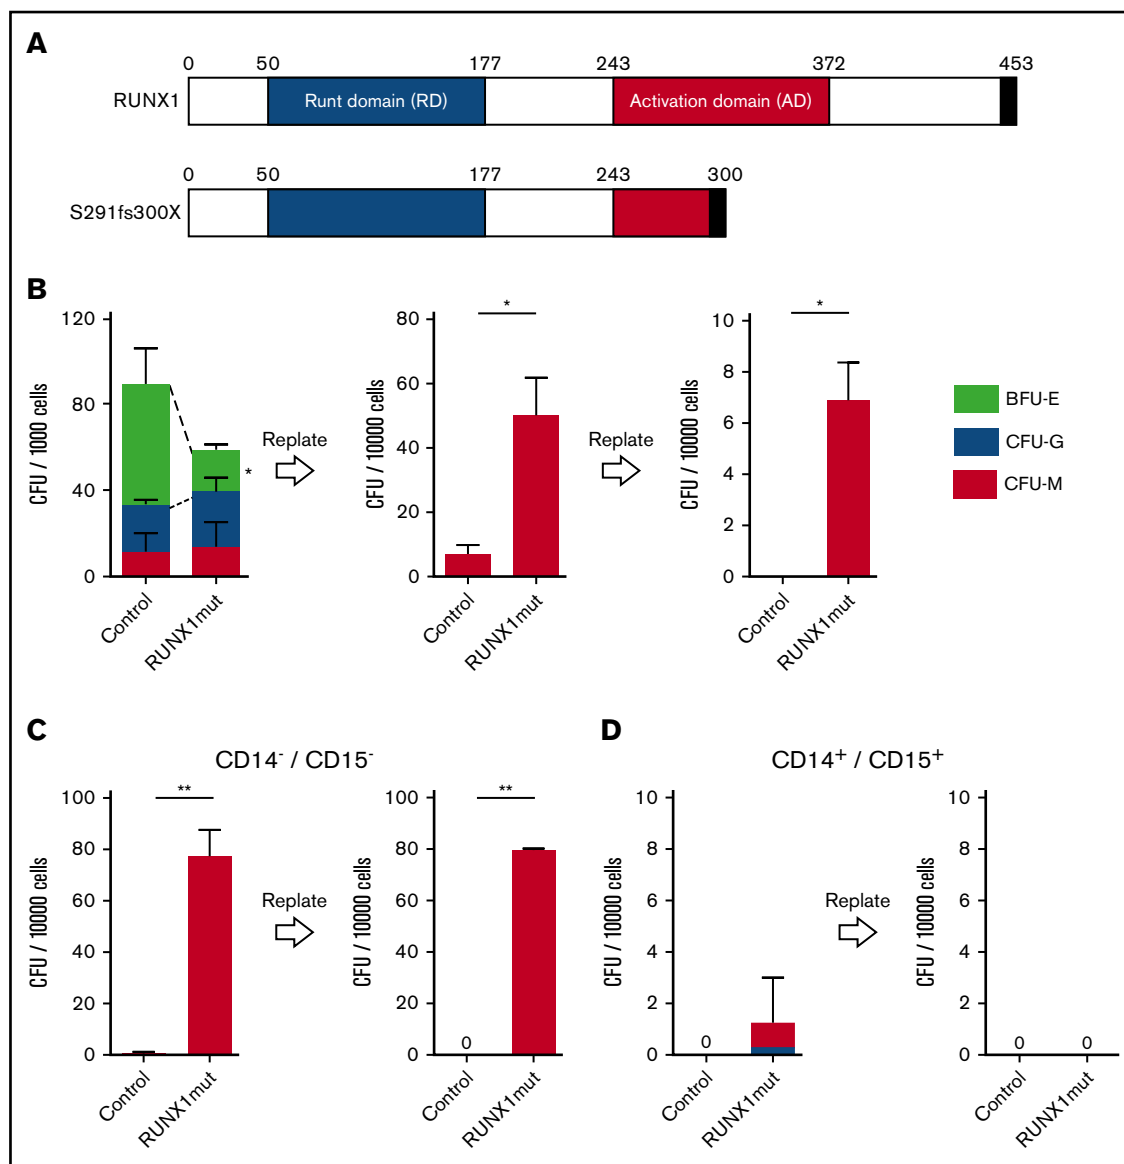 A
0 50 177 243 372 453
RUNX1 Runt domain (RD) Activation domain (AD)
0 50 177 243 300
S291fs300X
B
CFU / 1000 cells
120
80
40
0
*
Control
RUNX1mut
Replate
CFU / 10000 cells
80
60
40
20
0
*
Control
RUNX1mut
Replate
CFU / 10000 cells
10
8
6
4
2
0
*
Control
RUNX1mut
BFU-E
CFU-G
CFU-M
C
CD14⁻ / CD15⁻
CFU / 10000 cells
100
80
60
40
20
0
**
Control
RUNX1mut
Replate
CFU / 10000 cells
100
80
60
40
20
0
**
0
Control
RUNX1mut
D
CD14⁺ / CD15⁺
CFU / 10000 cells
10
8
6
4
2
0
0
Control
RUNX1mut
Replate
CFU / 10000 cells
10
8
6
4
2
0
0 0
Control
RUNX1mut